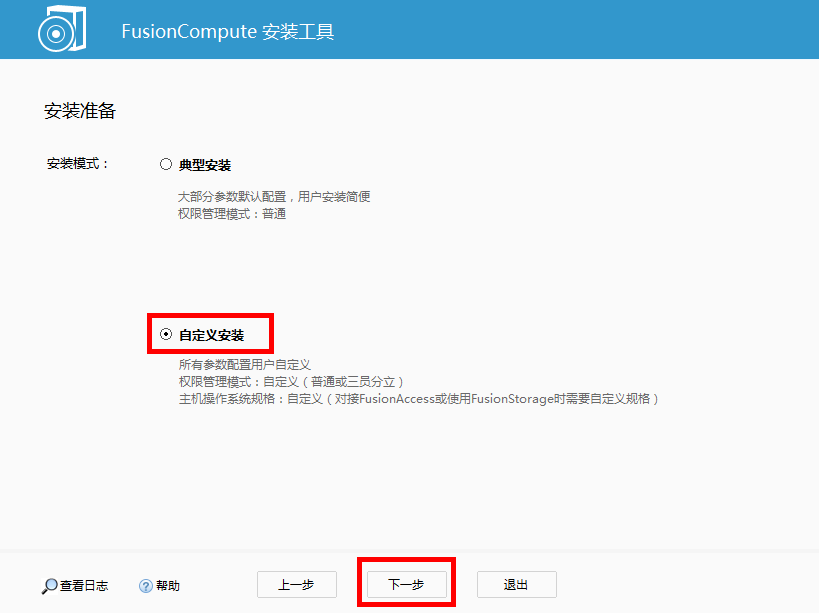 FusionCompute 安装工具
安装准备
安装模式：
典型安装
大部分参数默认配置，用户安装简便
权限管理模式：普通
自定义安装
所有参数配置用户自定义
权限管理模式：自定义（普通或三员分立）
主机操作系统规格：自定义（对接FusionAccess或使用FusionStorage时需要自定义规格）
查看日志
帮助
上一步
下一步
退出